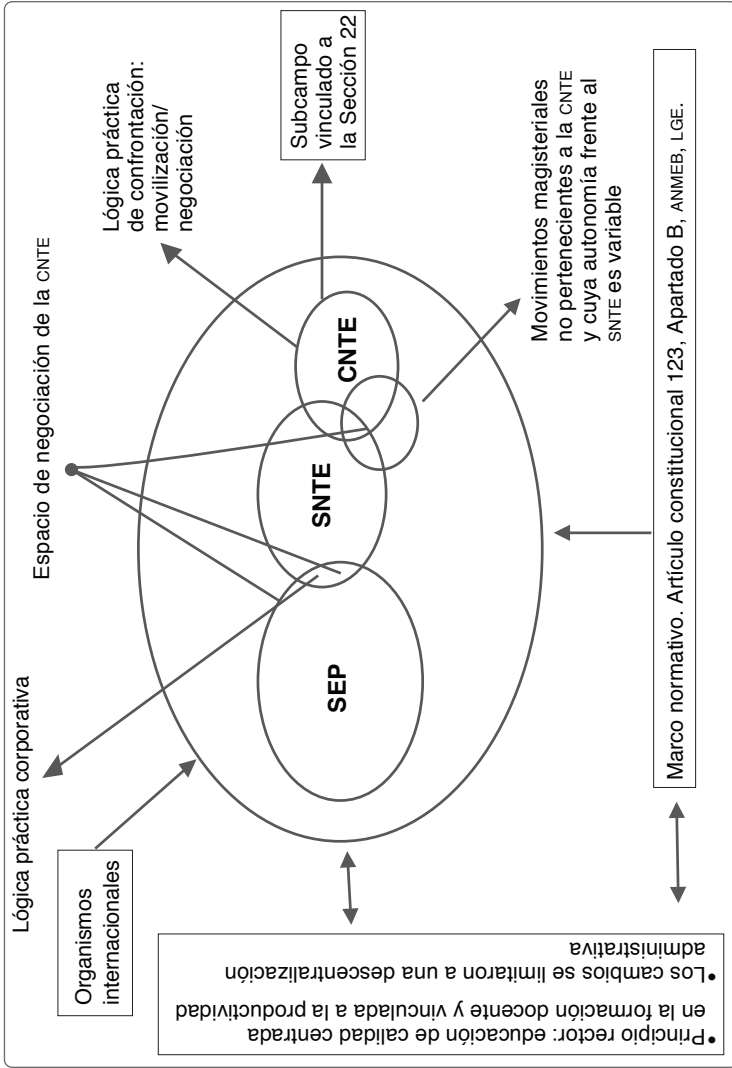 Lógica práctica corporativa
Espacio de negociación de la CNTE
Lógica práctica
de confrontación:
movilización/
negociación
Organismos
internacionales
Subcampo
vinculado a
la Sección 22
SEP
SNTE
CNTE
Movimientos magisteriales
no pertenecientes a la CNTE
y cuya autonomía frente al
SNTE es variable
•Principio rector: educación de calidad centrada
en la formación docente y vinculada a la productividad
•Los cambios se limitaron a una descentralización
administrativa
Marco normativo. Artículo constitucional 123, Apartado B, ANMEB, LGE.